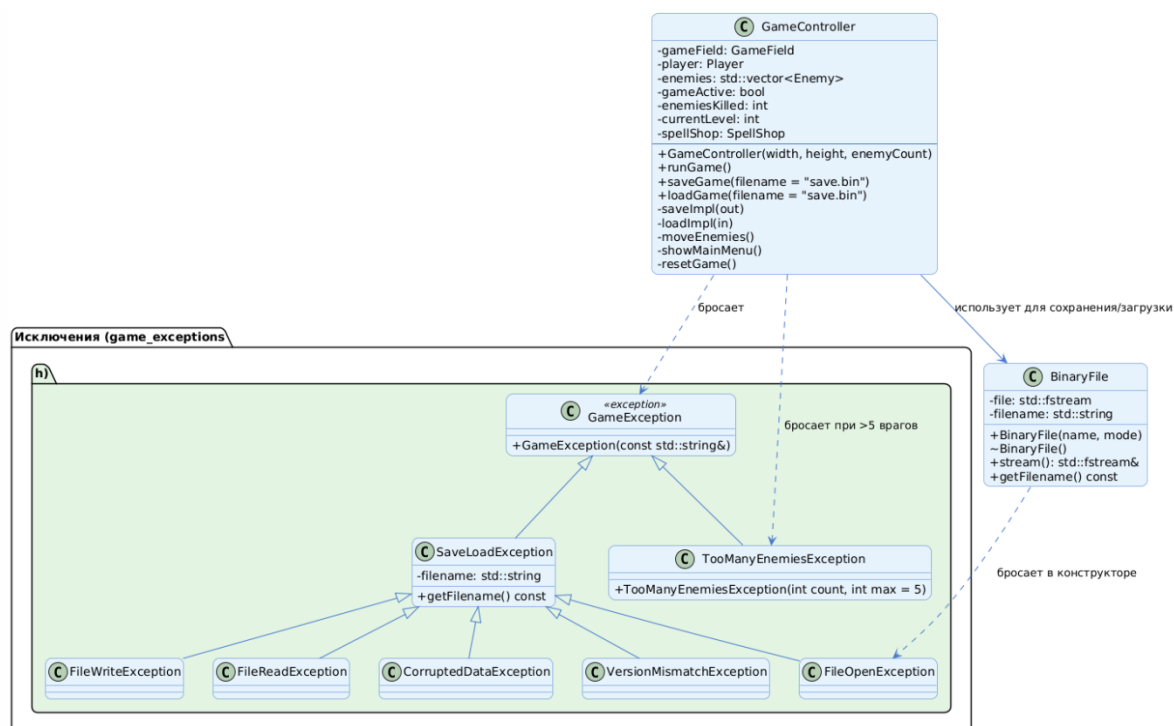 C GameController
-gameField: GameField
-player: Player
-enemies: std::vector<Enemy>
-gameActive: bool
-enemiesKilled: int
-currentLevel: int
-spellShop: SpellShop
+GameController(width, height, enemyCount)
+runGame()
+saveGame(filename = "save.bin")
+loadGame(filename = "save.bin")
-saveImpl(out)
-loadImpl(in)
-moveEnemies()
-showMainMenu()
-resetGame()
бросает
использует для сохранения/загрузки
Исключения (game_exceptions
h)
C «exception»
GameException
+GameException(const std::string&)
бросает при >5 врагов
C BinaryFile
-file: std::fstream
-filename: std::string
+BinaryFile(name, mode)
~BinaryFile()
+stream(): std::fstream&
+getFilename() const
C SaveLoadException
-filename: std::string
+getFilename() const
C TooManyEnemiesException
+TooManyEnemiesException(int count, int max = 5)
бросает в конструкторе
C FileWriteException
C FileReadException
C CorruptedDataException
C VersionMismatchException
C FileOpenException